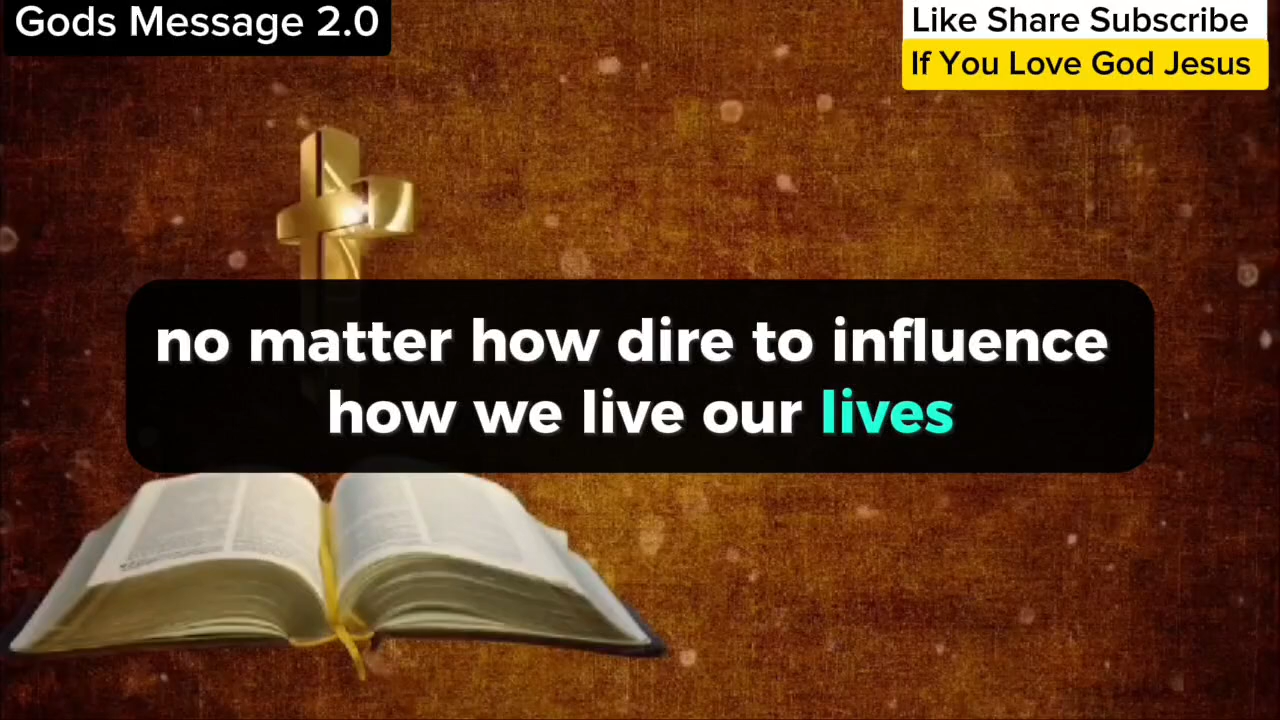 Gods Message 2.0
Like Share Subscribe
If You Love God Jesus
no matter how dire to influence
how we live our lives